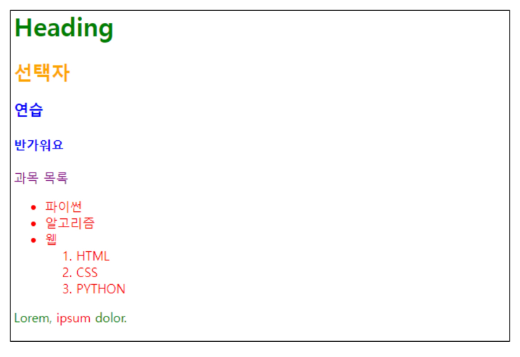 Heading
선택자
연습
반가워요
과목 목록
• 파이썬
• 알고리즘
• 웹
1. HTML
2. CSS
3. PYTHON
Lorem, ipsum dolor.